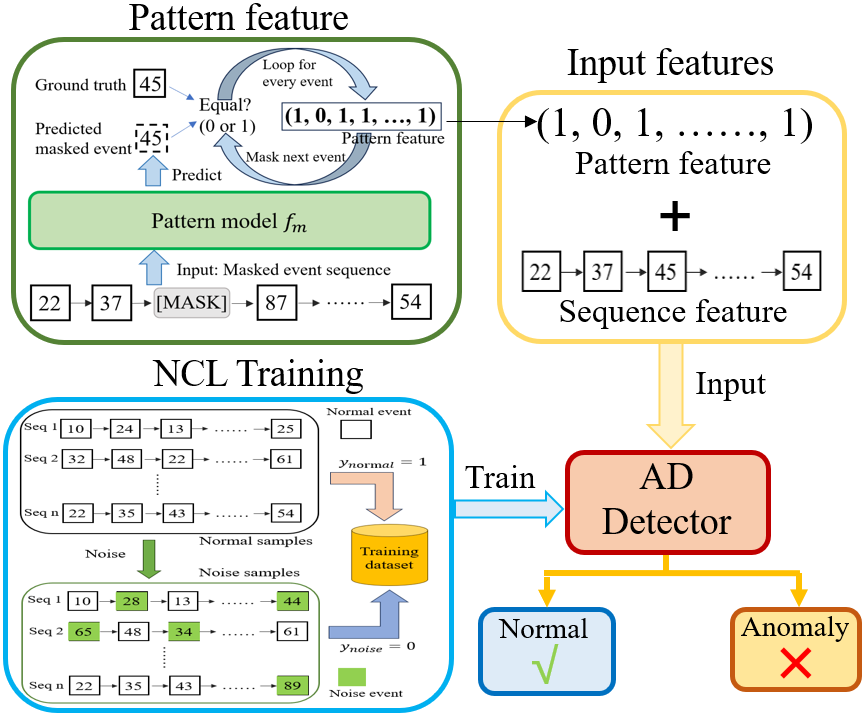 Pattern feature
Ground truth 45
Loop for
every event
Equal?
(0 or 1)
(1, 0, 1, 1, ..., 1)
Pattern feature
Predicted
masked event 45
Mask next event
Predict
Pattern model fₘ
Input: Masked event sequence
22 37 [MASK] 87 ...... 54
Input features
(1, 0, 1, ……, 1)
Pattern feature
+
22 37 45 ...... 54
Sequence feature
Input
NCL Training
Seq 1 10 24 13 ...... 25
Seq 2 32 48 22 ...... 61
Seq n 22 35 43 ...... 54
Normal samples
Normal event
y_normal = 1
Noise
Training
dataset
Noise samples
Seq 1 10 28 13 ...... 44
Seq 2 65 48 34 ...... 61
Seq n 22 35 43 ...... 89
y_noise = 0
Noise event
Train
AD
Detector
Normal
√
Anomaly